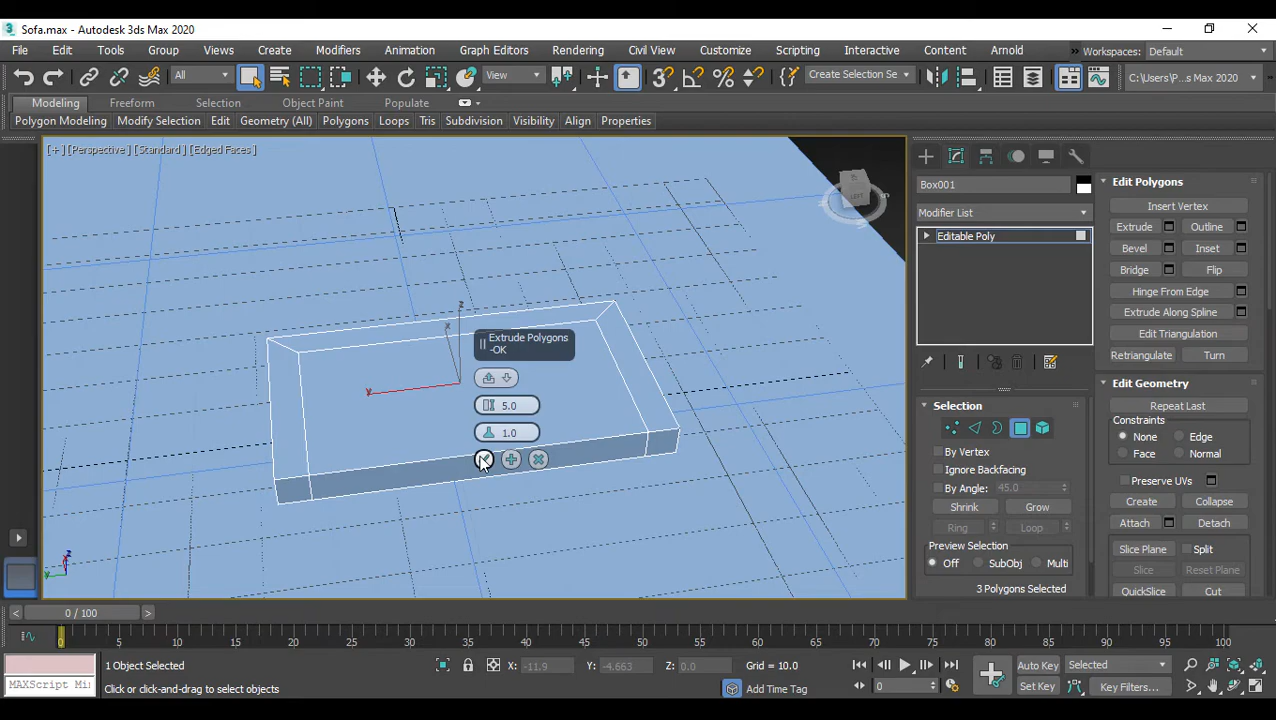 Sofa.max - Autodesk 3ds Max 2020
File Edit Tools Group Views Create Modifiers Animation Graph Editors Rendering Civil View Customize Scripting Interactive Content Arnold » Workspaces: Default
All View Create Selection Se C:\Users\P...s Max 2020
Modeling Freeform Selection Object Paint Populate
Polygon Modeling Modify Selection Edit Geometry (All) Polygons Loops Tris Subdivision Visibility Align Properties
[+] [Perspective] [Standard] [Edged Faces]
LEFT
z
x
y
Extrude Polygons
-OK
5.0
1.0
Box001
Modifier List
Editable Poly
Selection
By Vertex
Ignore Backfacing
By Angle: 45.0
Shrink Grow
Ring Loop
Preview Selection
Off SubObj Multi
3 Polygons Selected
Edit Polygons
Insert Vertex
Extrude Outline
Bevel Inset
Bridge Flip
Hinge From Edge
Extrude Along Spline
Edit Triangulation
Retriangulate Turn
Edit Geometry
Repeat Last
Constraints
None Edge
Face Normal
Preserve UVs
Create Collapse
Attach Detach
Slice Plane Split
Slice Reset Plane
QuickSlice Cut
< 0 / 100 >
0 5 10 15 20 25 30 35 40 45 50 55 60 65 70 75 80 85 90 95 100
1 Object Selected X: -11.9 Y: -4.663 Z: 0.0 Grid = 10.0 Auto Key Selected
MAXScript Mi Click or click-and-drag to select objects Add Time Tag 0 Set Key Key Filters...